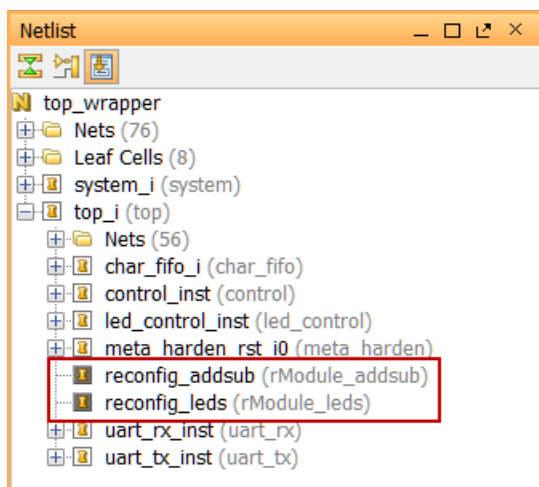 Netlist
top_wrapper
Nets (76)
Leaf Cells (8)
system_i (system)
top_i (top)
Nets (56)
char_fifo_i (char_fifo)
control_inst (control)
led_control_inst (led_control)
meta_harden_rst_i0 (meta_harden)
reconfig_addsub (rModule_addsub)
reconfig_leds (rModule_leds)
uart_rx_inst (uart_rx)
uart_tx_inst (uart_tx)